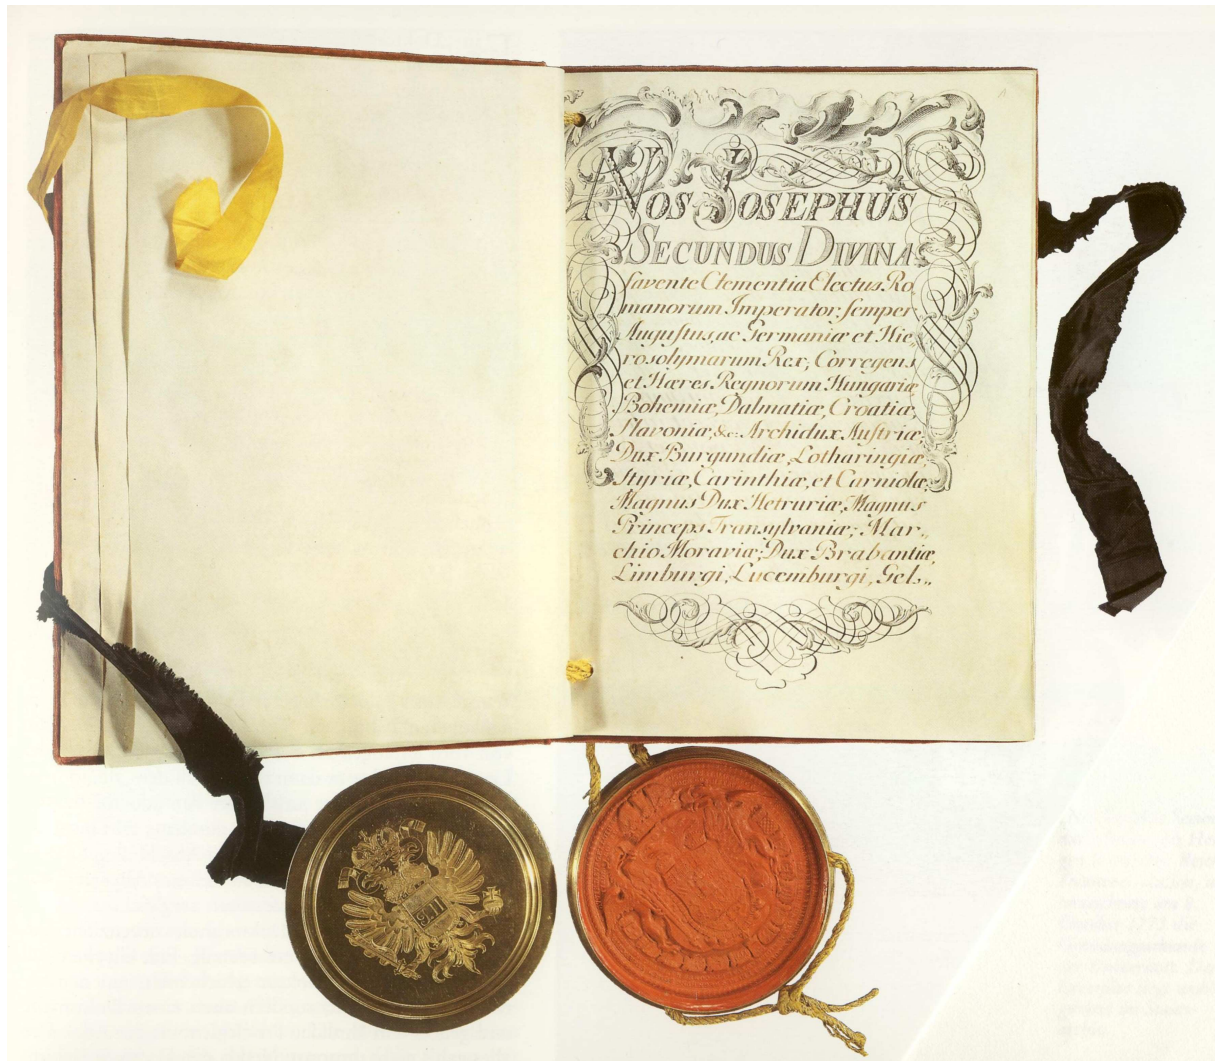 NOS JOSEPHUS
SECUNDUS DIVINA
favente Clementia Electus Ro
manorum Imperator, semper
Augustus, ac Germaniæ et Hie,
rosolymarum Rex, Corregens
et Hæres Regnorum Hungariæ
Bohemiæ, Dalmatiæ, Croatiæ,
Slavoniæ, &c. Archidux Austriæ,
Dux Burgundiæ, Lotharingiæ
Styriæ, Carinthiæ, et Carniolæ
Magnus Dux Hetruriæ, Magnus
Princeps Transylvaniæ, Mar,,
chio Moraviæ, Dux Brabantiæ,
Limburgi, Lucemburgi, Gel,,